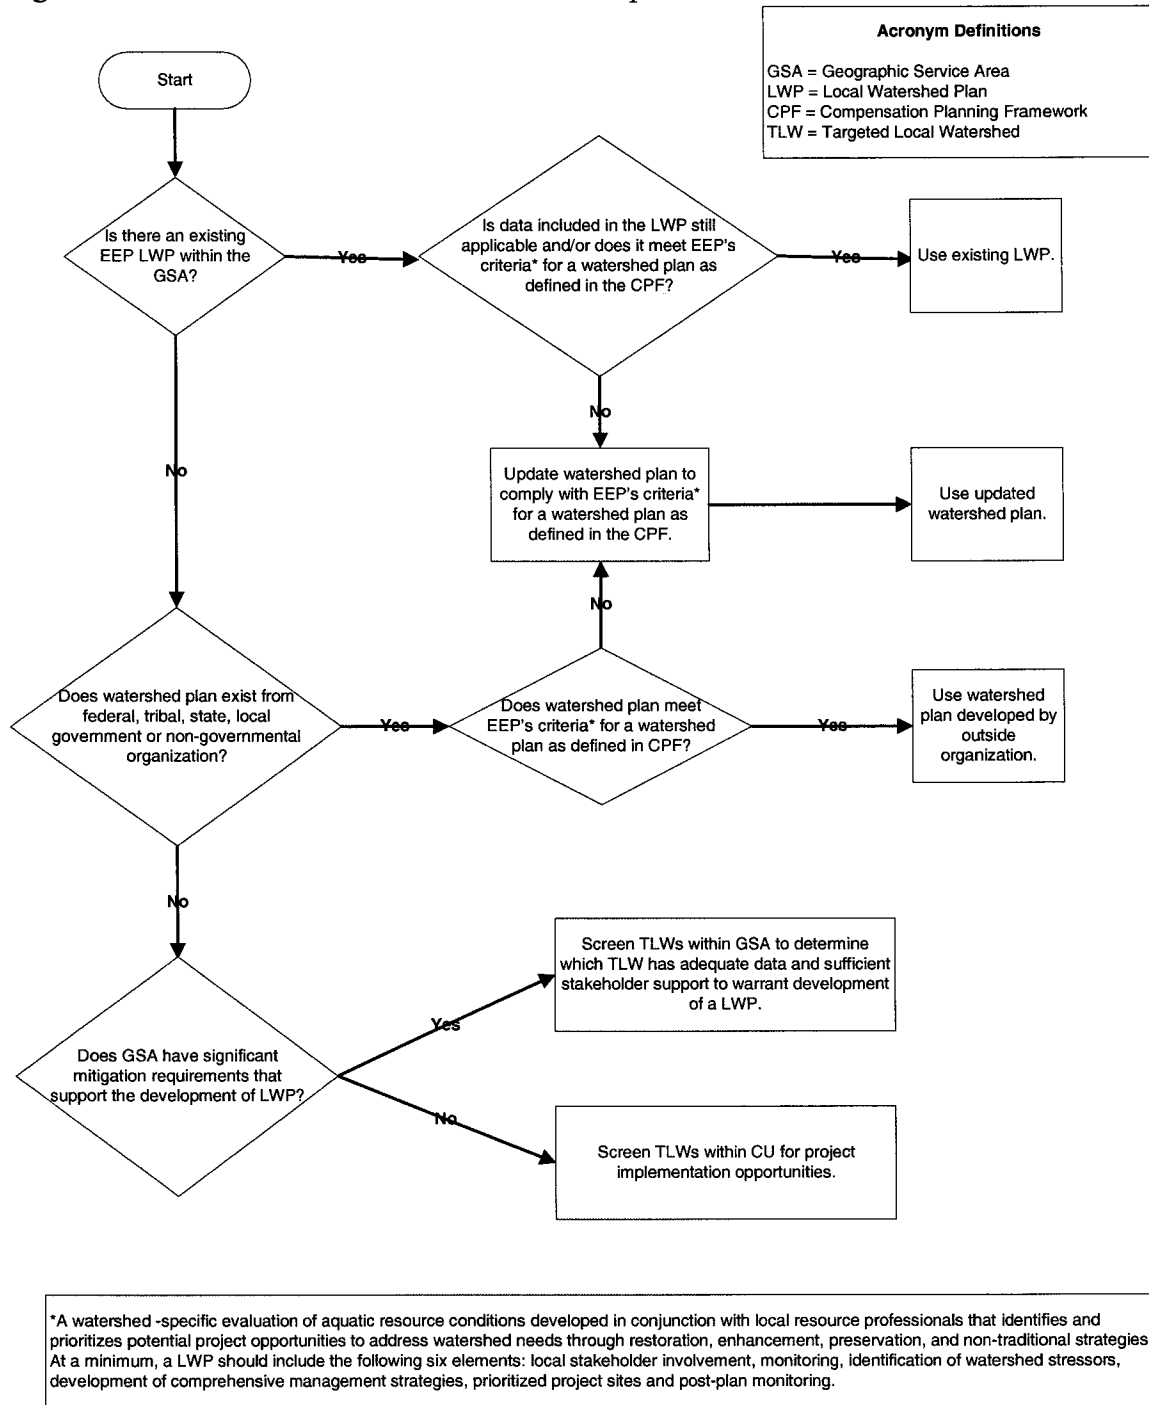 Acronym Definitions
GSA = Geographic Service Area
LWP = Local Watershed Plan
CPF = Compensation Planning Framework
TLW = Targeted Local Watershed
Start
Is there an existing
EEP LWP within the
GSA?
Yes
Is data included in the LWP still
applicable and/or does it meet EEP's
criteria* for a watershed plan as
defined in the CPF?
Yes
Use existing LWP.
No
No
Update watershed plan to
comply with EEP's criteria*
for a watershed plan as
defined in the CPF.
Use updated
watershed plan.
No
Does watershed plan exist from
federal, tribal, state, local
government or non-governmental
organization?
Yes
Does watershed plan meet
EEP's criteria* for a watershed
plan as defined in CPF?
Yes
Use watershed
plan developed by
outside
organization.
No
Does GSA have significant
mitigation requirements that
support the development of LWP?
Yes
Screen TLWs within GSA to determine
which TLW has adequate data and sufficient
stakeholder support to warrant development
of a LWP.
No
Screen TLWs within CU for project
implementation opportunities.
*A watershed -specific evaluation of aquatic resource conditions developed in conjunction with local resource professionals that identifies and
prioritizes potential project opportunities to address watershed needs through restoration, enhancement, preservation, and non-traditional strategies
At a minimum, a LWP should include the following six elements: local stakeholder involvement, monitoring, identification of watershed stressors,
development of comprehensive management strategies, prioritized project sites and post-plan monitoring.